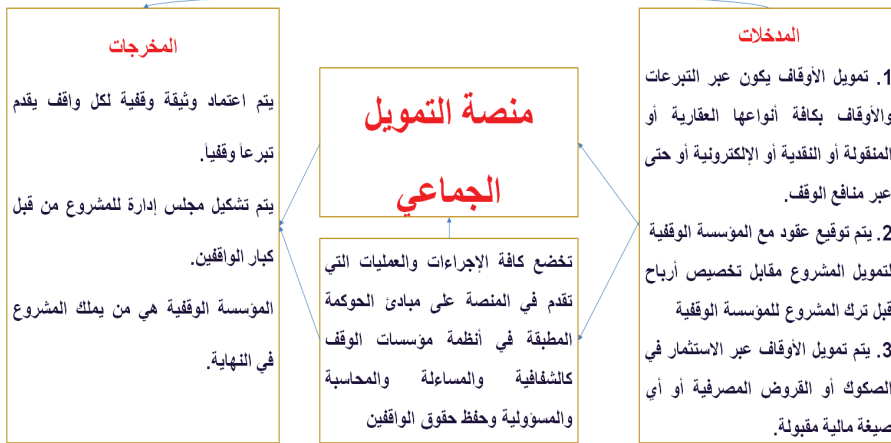 المدخلات
1. تمويل الأوقاف يكون عبر التبرعات
والأوقاف بكافة أنواعها العقارية أو
المنقولة أو النقدية أو الإلكترونية أو حتى
عبر منافع الوقف.
2. يتم توقيع عقود مع المؤسسة الوقفية
لتمويل المشروع مقابل تخصيص أرباح
قبل ترك المشروع للمؤسسة الوقفية
3. يتم تمويل الأوقاف عبر الاستثمار في
الصكوك أو القروض المصرفية أو أي
صيغة مالية مقبولة.
منصة التمويل
الجماعي
تخضع كافة الإجراءات والعمليات التي
تقدم في المنصة على مبادئ الحوكمة
المطبقة في أنظمة مؤسسات الوقف
كالشفافية والمساءلة والمحاسبة
والمسؤولية وحفظ حقوق الواقفين
المخرجات
يتم اعتماد وثيقة وقفية لكل واقف يقدم
تبرعا وقفياً.
يتم تشكيل مجلس إدارة للمشروع من قبل
كبار الواقفين.
المؤسسة الوقفية هي من يملك المشروع
في النهاية.